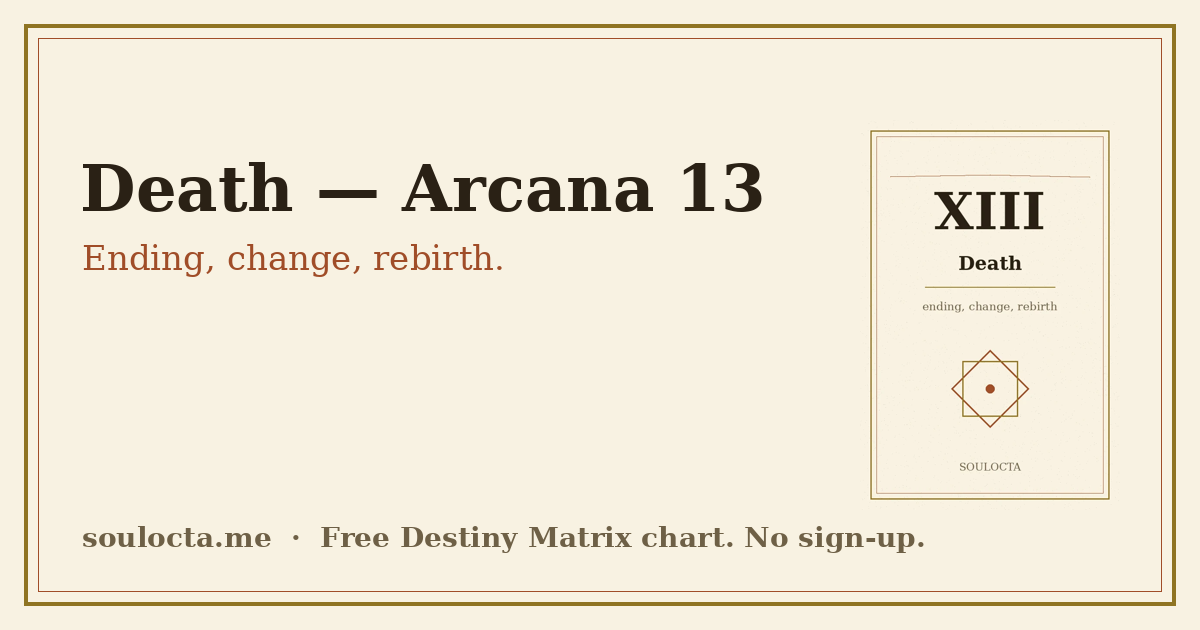 Death — Arcana 13
Ending, change, rebirth.
XIII
Death
ending, change, rebirth
SOULOCTA
soulocta.me · Free Destiny Matrix chart. No sign-up.